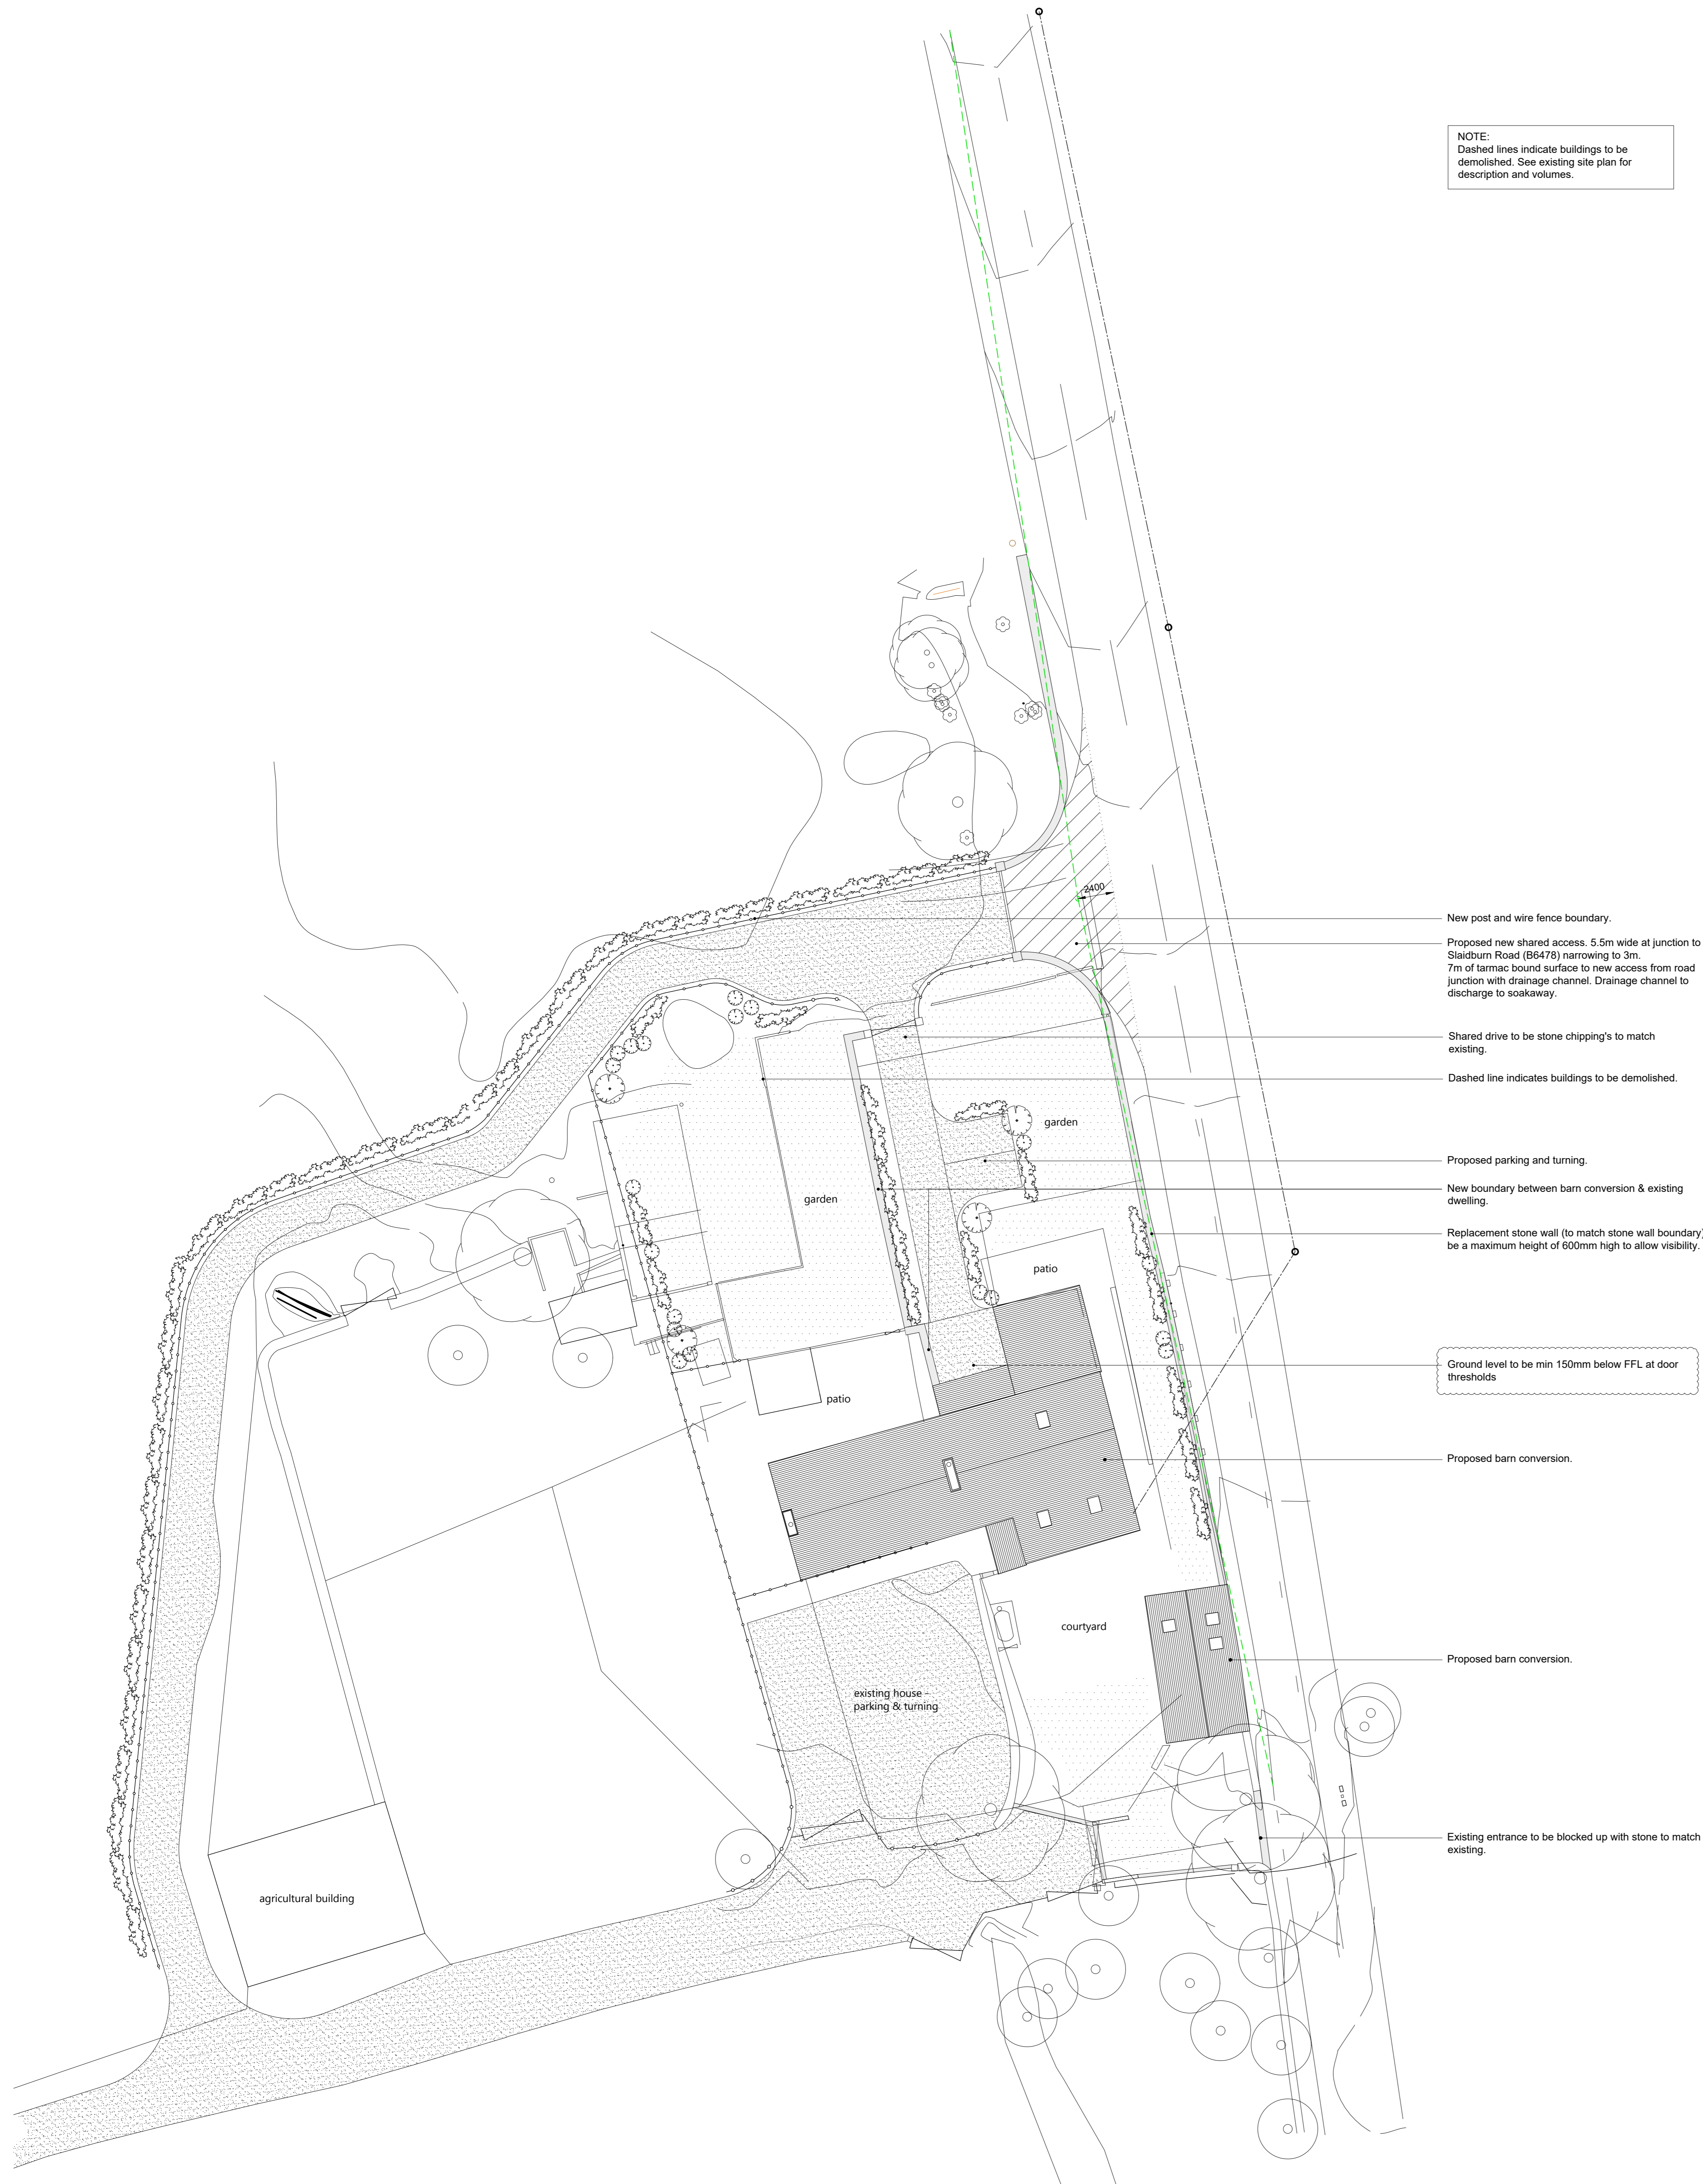 NOTE:
Dashed lines indicate buildings to be
demolished. See existing site plan for
description and volumes.
2400
New post and wire fence boundary.
Proposed new shared access. 5.5m wide at junction to
Slaidburn Road (B6478) narrowing to 3m.
7m of tarmac bound surface to new access from road
junction with drainage channel. Drainage channel to
discharge to soakaway.
Shared drive to be stone chipping's to match
existing.
Dashed line indicates buildings to be demolished.
garden
Proposed parking and turning.
garden
New boundary between barn conversion & existing
dwelling.
Replacement stone wall (to match stone wall boundary)
be a maximum height of 600mm high to allow visibility.
patio
Ground level to be min 150mm below FFL at door
thresholds
patio
Proposed barn conversion.
courtyard
Proposed barn conversion.
existing house -
parking & turning
Existing entrance to be blocked up with stone to match
existing.
agricultural building